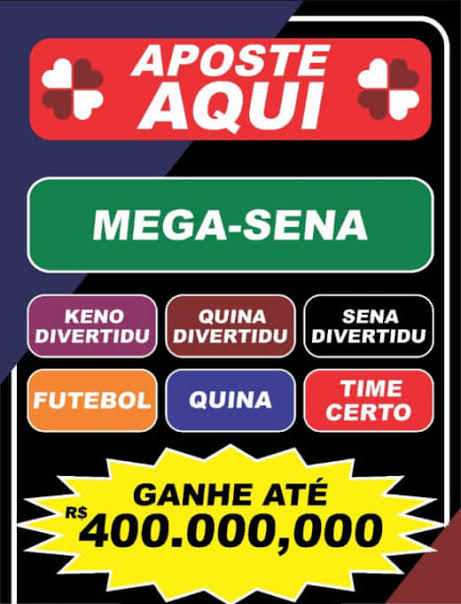 APOSTE
AQUI
MEGA-SENA
KENO
DIVERTIDU
QUINA
DIVERTIDU
SENA
DIVERTIDU
FUTEBOL
QUINA
TIME
CERTO
GANHE ATÉ
R$ 400.000,000